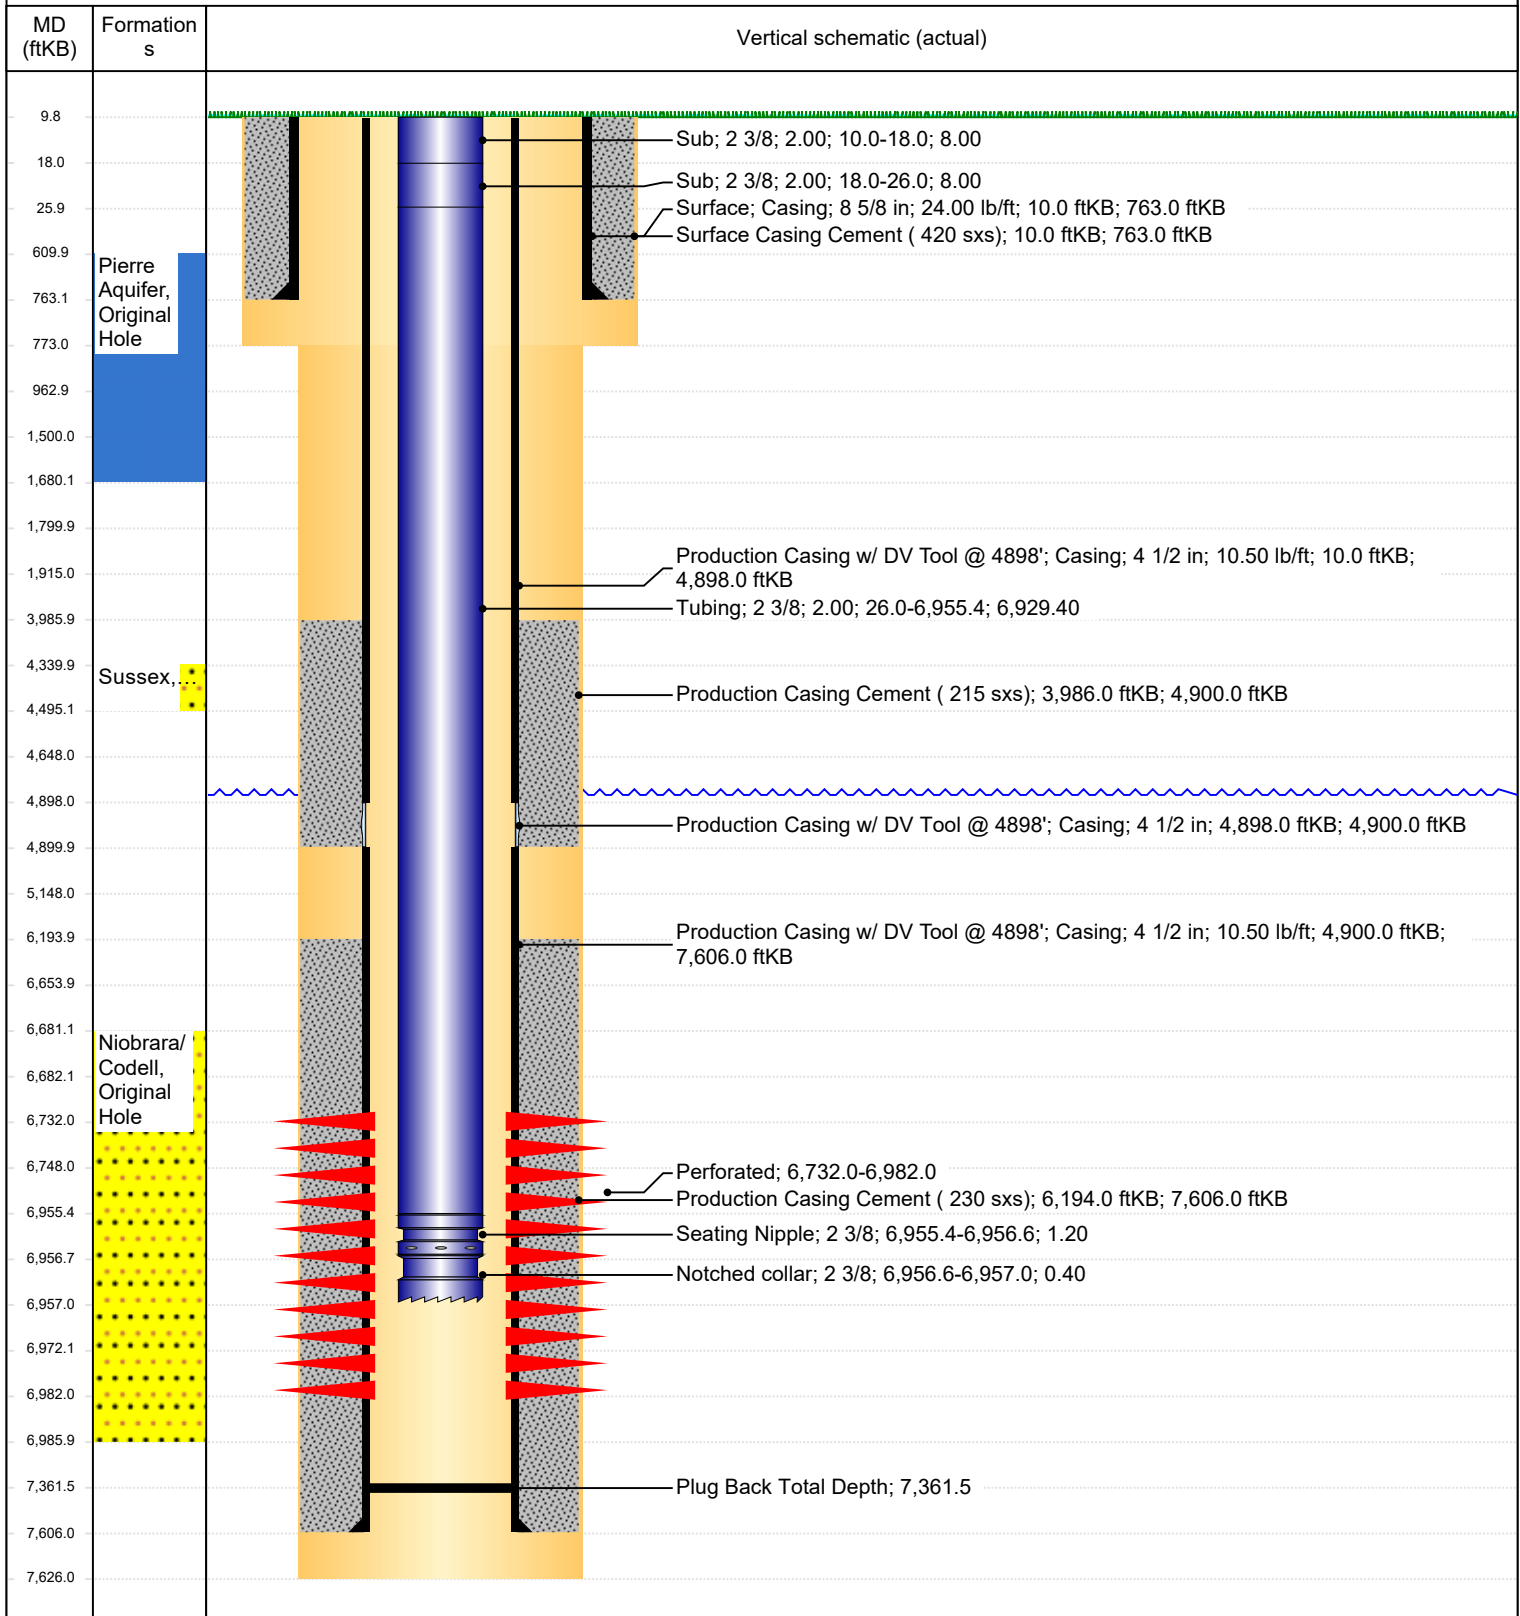 MD
(ftKB)
Formation
s
Vertical schematic (actual)
9.8
Sub; 2 3/8; 2.00; 10.0-18.0; 8.00
18.0
Sub; 2 3/8; 2.00; 18.0-26.0; 8.00
25.9
Surface; Casing; 8 5/8 in; 24.00 lb/ft; 10.0 ftKB; 763.0 ftKB
Surface Casing Cement ( 420 sxs); 10.0 ftKB; 763.0 ftKB
609.9
Pierre
Aquifer,
Original
Hole
763.1
773.0
962.9
1,500.0
1,680.1
1,799.9
Production Casing w/ DV Tool @ 4898'; Casing; 4 1/2 in; 10.50 lb/ft; 10.0 ftKB;
4,898.0 ftKB
1,915.0
Tubing; 2 3/8; 2.00; 26.0-6,955.4; 6,929.40
3,985.9
4,339.9
Sussex,...
Production Casing Cement ( 215 sxs); 3,986.0 ftKB; 4,900.0 ftKB
4,495.1
4,648.0
4,898.0
Production Casing w/ DV Tool @ 4898'; Casing; 4 1/2 in; 4,898.0 ftKB; 4,900.0 ftKB
4,899.9
5,148.0
6,193.9
Production Casing w/ DV Tool @ 4898'; Casing; 4 1/2 in; 10.50 lb/ft; 4,900.0 ftKB;
7,606.0 ftKB
6,653.9
6,681.1
Niobrara/
Codell,
Original
Hole
6,682.1
6,732.0
6,748.0
Perforated; 6,732.0-6,982.0
Production Casing Cement ( 230 sxs); 6,194.0 ftKB; 7,606.0 ftKB
6,955.4
Seating Nipple; 2 3/8; 6,955.4-6,956.6; 1.20
6,956.7
Notched collar; 2 3/8; 6,956.6-6,957.0; 0.40
6,957.0
6,972.1
6,982.0
6,985.9
7,361.5
Plug Back Total Depth; 7,361.5
7,606.0
7,626.0